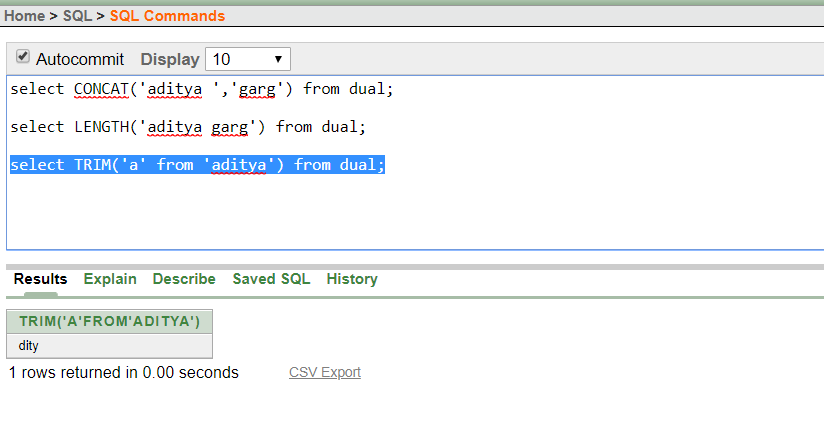 Home > SQL > SQL Commands
Autocommit Display 10
select CONCAT('aditya ','garg') from dual;
select LENGTH('aditya garg') from dual;
select TRIM('a' from 'aditya') from dual;
Results Explain Describe Saved SQL History
TRIM('A'FROM'ADITYA')
dity
1 rows returned in 0.00 seconds CSV Export